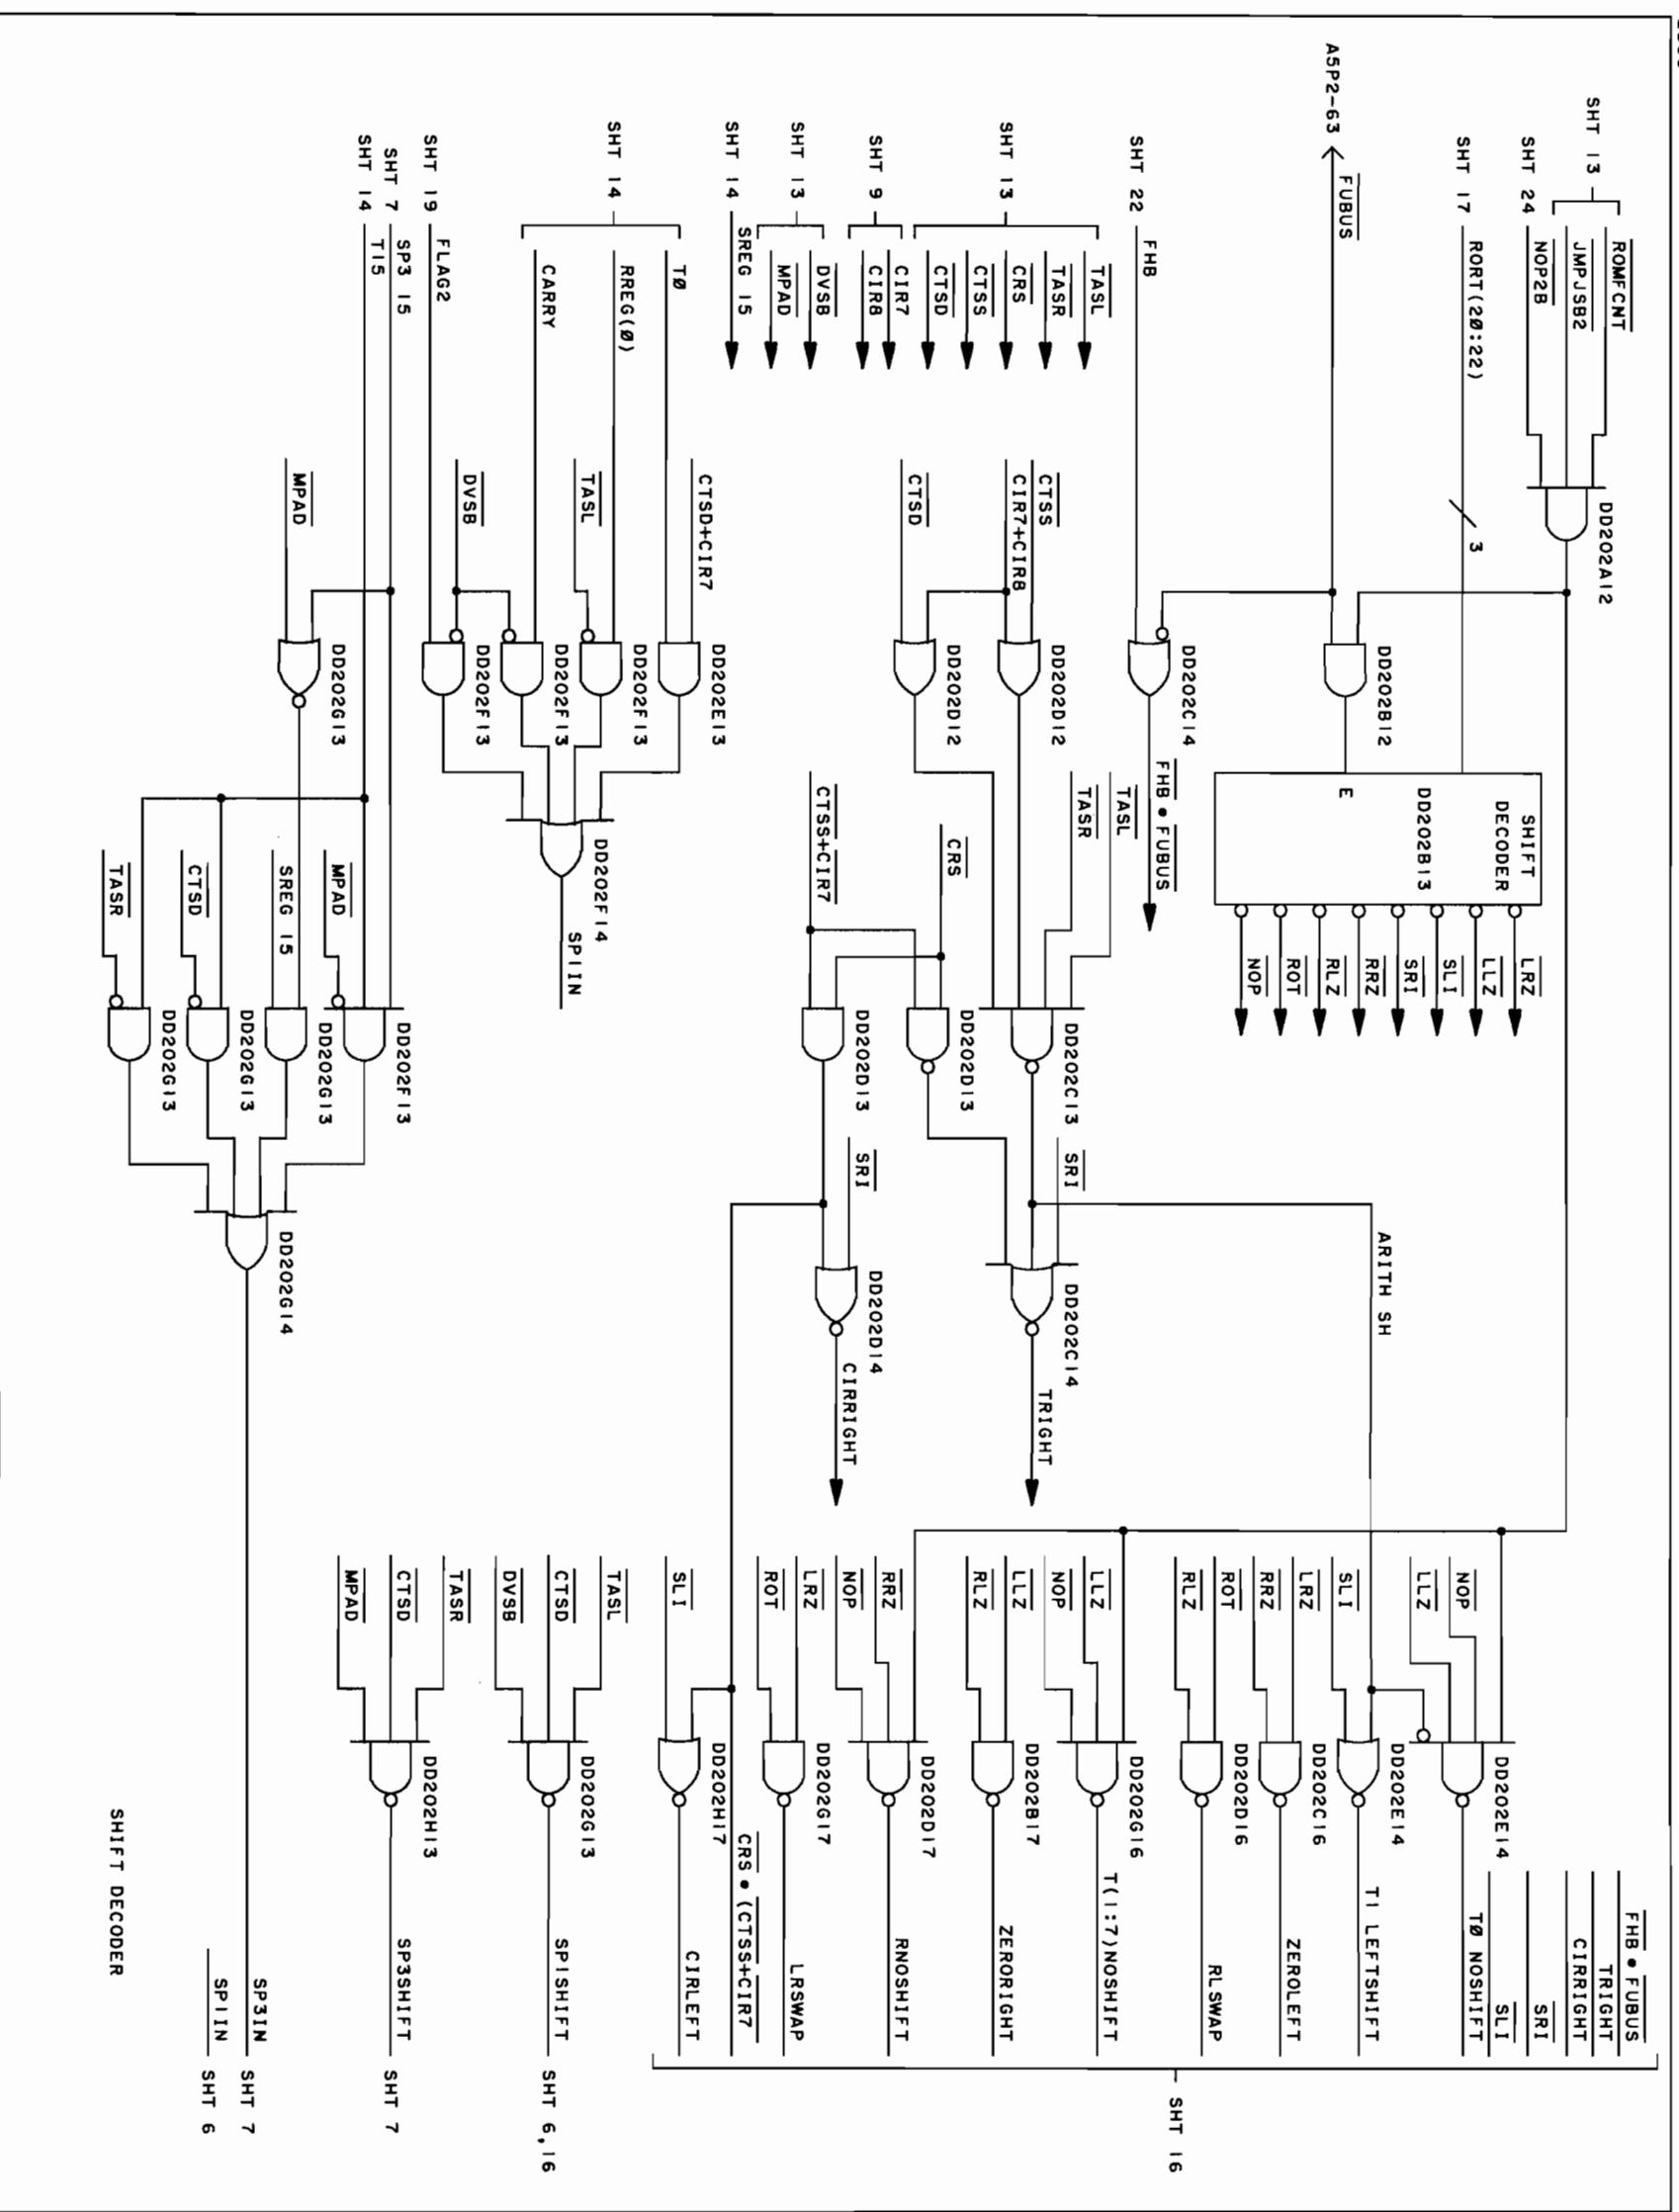 SHT 13
ROMFCNT
JMPJSB2
SHT 24
NOP2B
DD202A12
SHT 17
RORT(20:22)
3
A5P2-63
FUBUS
DD202B12
SHIFT
DECODER
DD202B13
E
LRZ
LLZ
SLI
SRI
RRZ
RLZ
ROT
NOP
SHT 22
FHB
DD202C14
FHB • FUBUS
SHT 13
TASL
TASR
CRS
CTSS
CTSD
SHT 9
CIR7
CIR8
SHT 13
DVSB
MPAD
SHT 14
SREG 15
CTSS
CIR7+CIR8
DD202D12
CTSD
DD202D12
TASL
TASR
DD202C13
CRS
DD202D13
CTSS+CIR7
DD202D13
SRI
DD202C14
TRIGHT
SRI
DD202D14
CIRRIGHT
ARITH SH
SHT 14
TØ
RREG(Ø)
CARRY
SHT 19
FLAG2
CTSD+CIR7
DD202E13
TASL
DD202F13
DD202F13
DVSB
DD202F13
DD202F14
SP1IN
SHT 7
SP3 15
SHT 14
T15
MPAD
DD202G13
MPAD
DD202F13
SREG 15
DD202G13
CTSD
DD202G13
TASR
DD202G13
DD202G14
FHB • FUBUS
TRIGHT
CIRRIGHT
SRI
SLI
NOP
LLZ
DD202E14
TØ NOSHIFT
SLI
DD202E14
T1 LEFTSHIFT
LRZ
RRZ
DD202C16
ZEROLEFT
ROT
RLZ
DD202D16
RLSWAP
LLZ
NOP
DD202G16
T(1:7)NOSHIFT
LLZ
RLZ
DD202B17
ZERORIGHT
RRZ
NOP
DD202D17
RNOSHIFT
LRZ
ROT
DD202G17
LRSWAP
CRS • (CTSS+CIR7
SLI
DD202H17
CIRLEFT
SHT 16
TASL
CTSD
DVSB
DD202G13
SP1SHIFT
SHT 6,16
TASR
CTSD
MPAD
DD202H13
SP3SHIFT
SHT 7
SP3IN
SHT 7
SP1IN
SHT 6
SHIFT DECODER